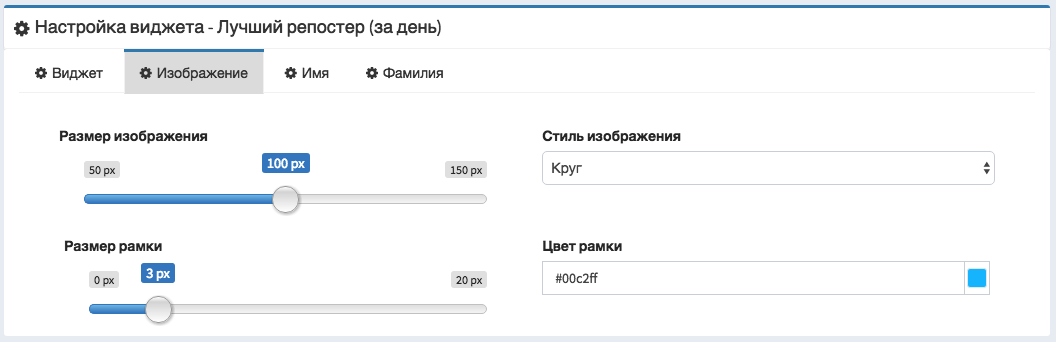 Настройка виджета - Лучший репостер (за день)
Виджет Изображение Имя Фамилия
Размер изображения
50 px 100 px 150 px
Стиль изображения
Круг
Размер рамки
0 px 3 px 20 px
Цвет рамки
#00c2ff